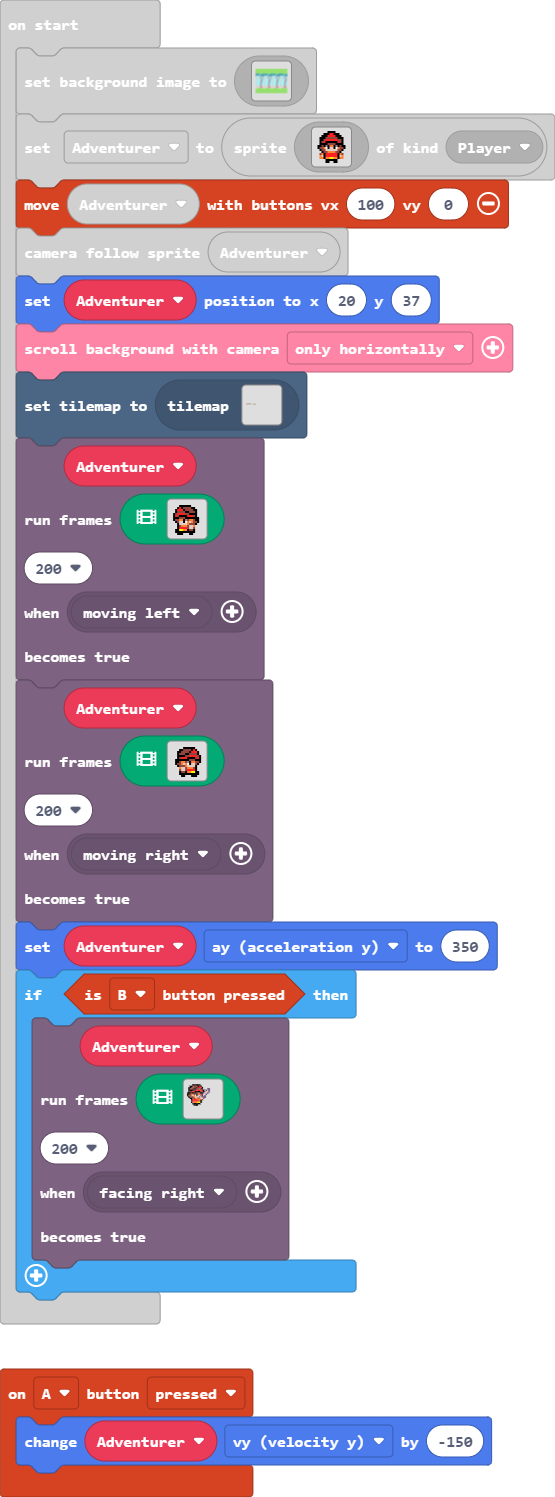 on start
set background image to
set Adventurer to sprite of kind Player
move Adventurer with buttons vx 100 vy 0
camera follow sprite Adventurer
set Adventurer position to x 20 y 37
scroll background with camera only horizontally
set tilemap to tilemap
Adventurer
run frames
200
when moving left
becomes true
Adventurer
run frames
200
when moving right
becomes true
set Adventurer ay (acceleration y) to 350
if is B button pressed then
Adventurer
run frames
200
when facing right
becomes true
on A button pressed
change Adventurer vy (velocity y) by -150